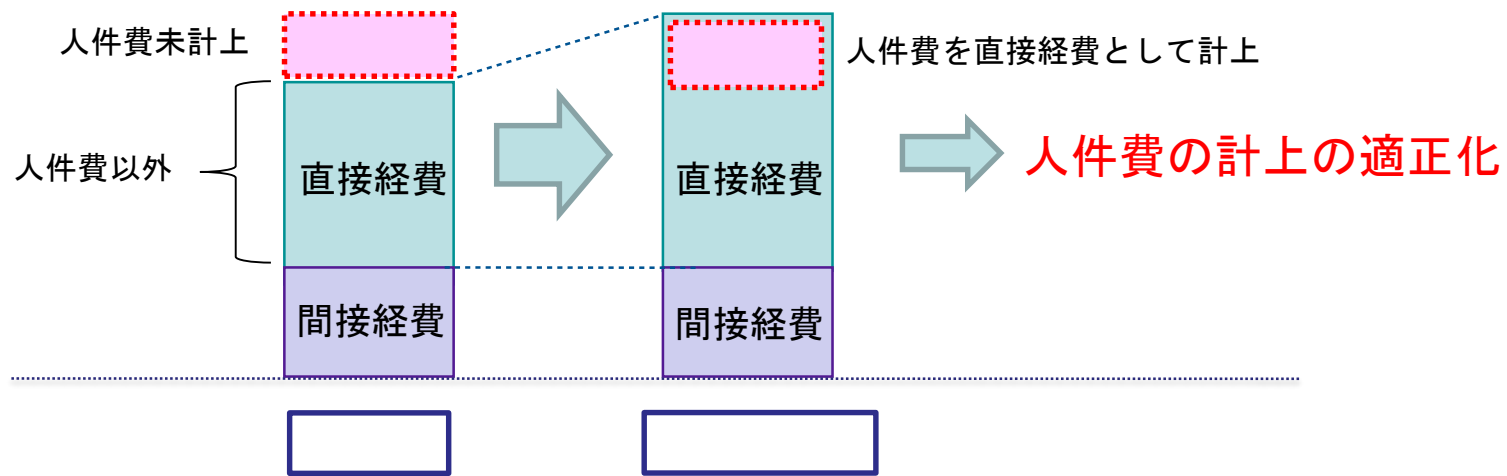 人件費未計上
人件費を直接経費として計上
人件費以外
直接経費
直接経費
人件費の計上の適正化
間接経費
間接経費